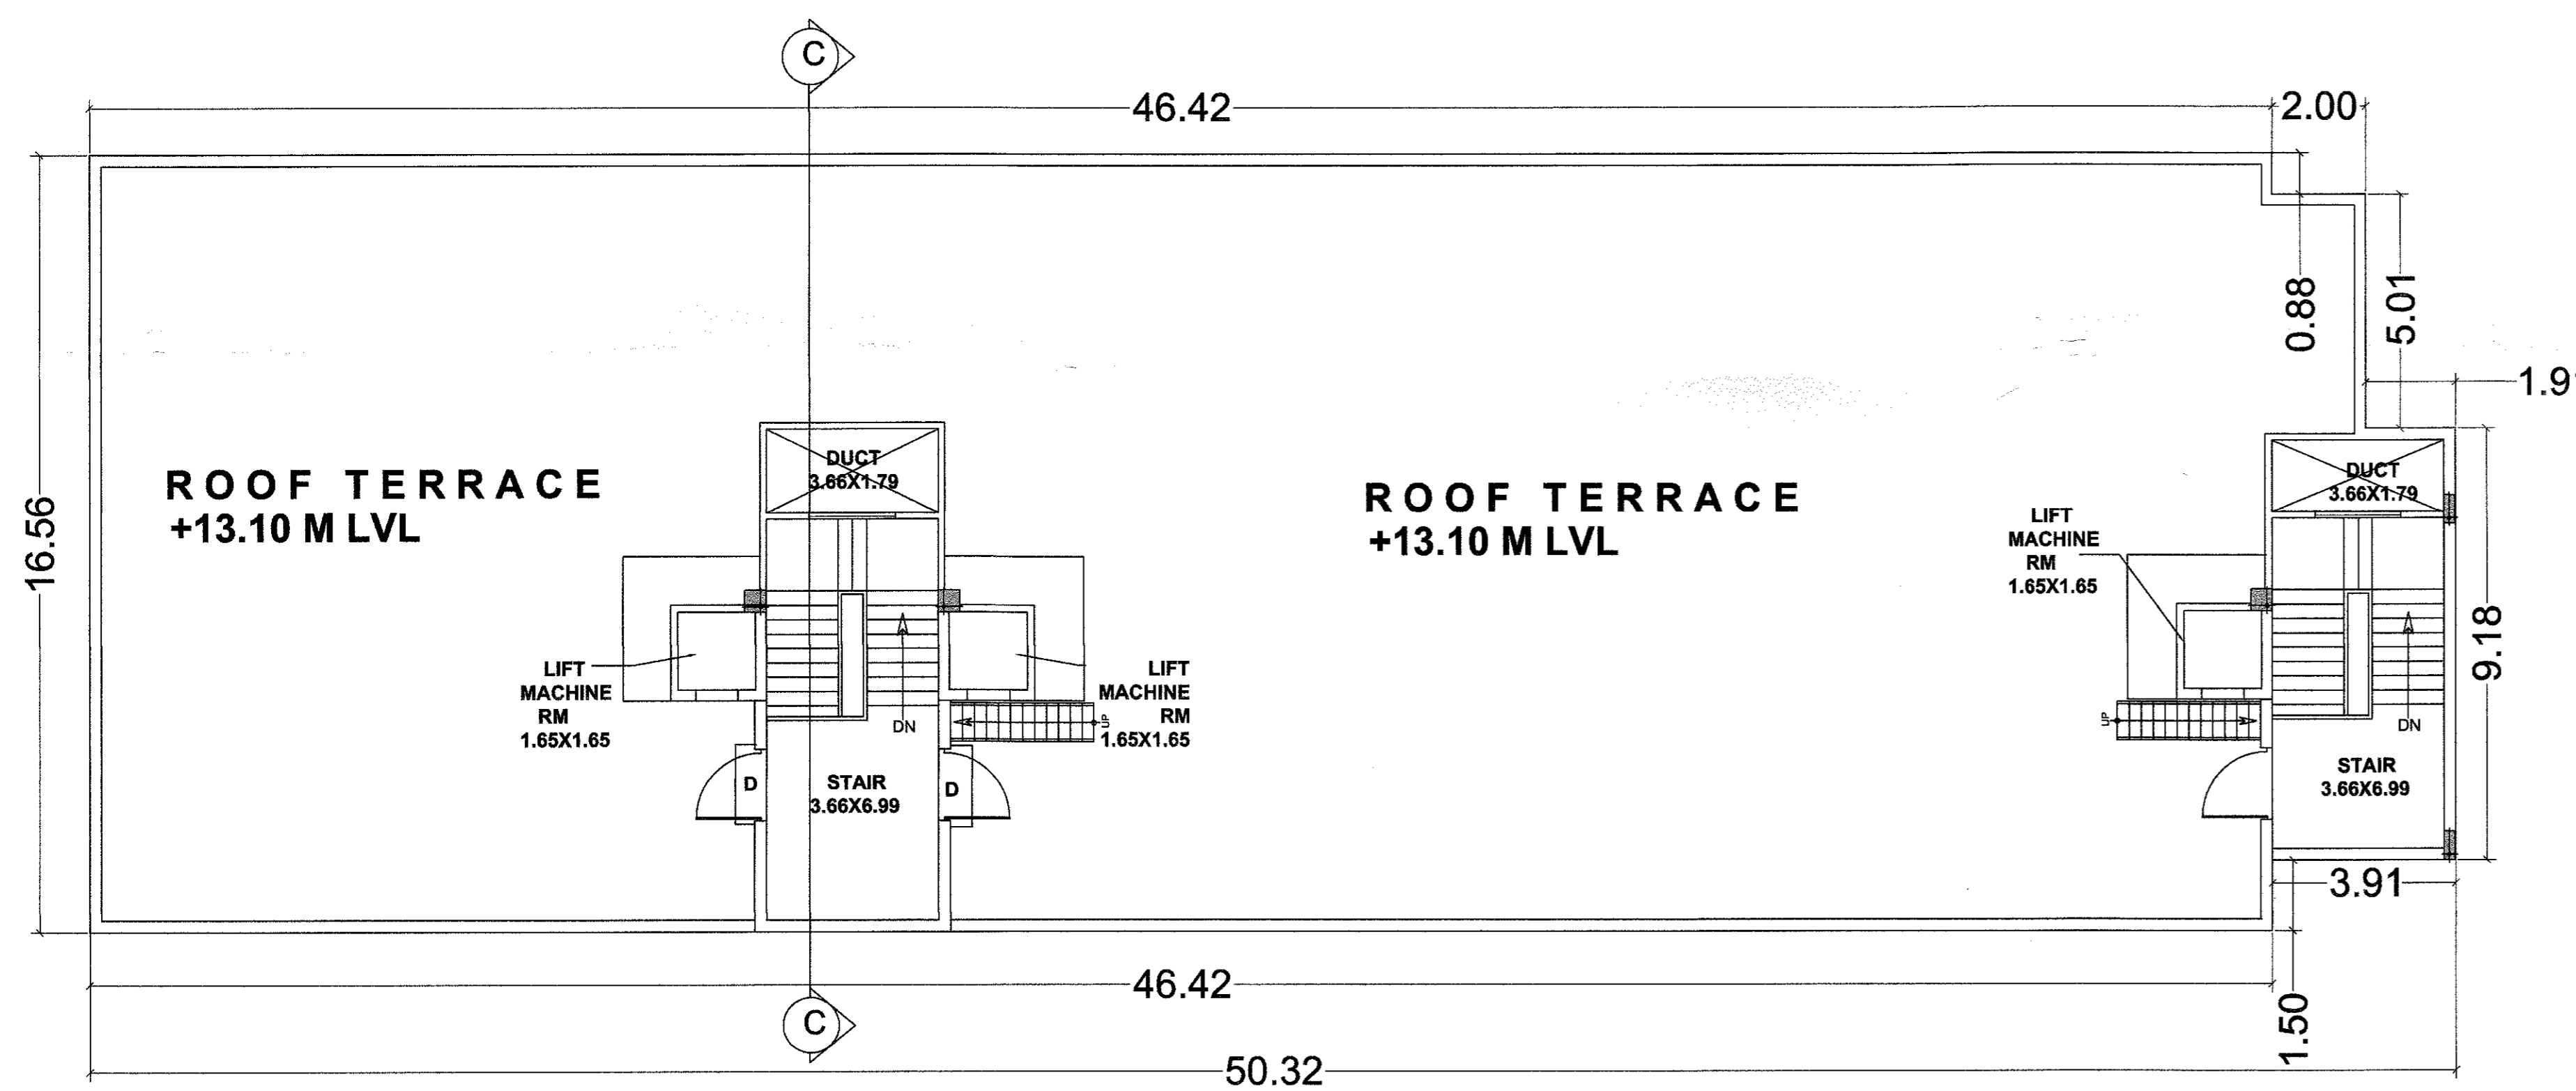 C
46.42
2.00
0.88
5.01
1.9
16.56
ROOF TERRACE
+13.10 M LVL
DUCT
3.66X1.79
ROOF TERRACE
+13.10 M LVL
LIFT
MACHINE
RM
1.65X1.65
DUCT
3.66X1.79
9.18
LIFT
MACHINE
RM
1.65X1.65
DN
UP
LIFT
MACHINE
RM
1.65X1.65
UP
DN
D
STAIR
3.66X6.99
D
STAIR
3.66X6.99
3.91
46.42
1.50
C
50.32